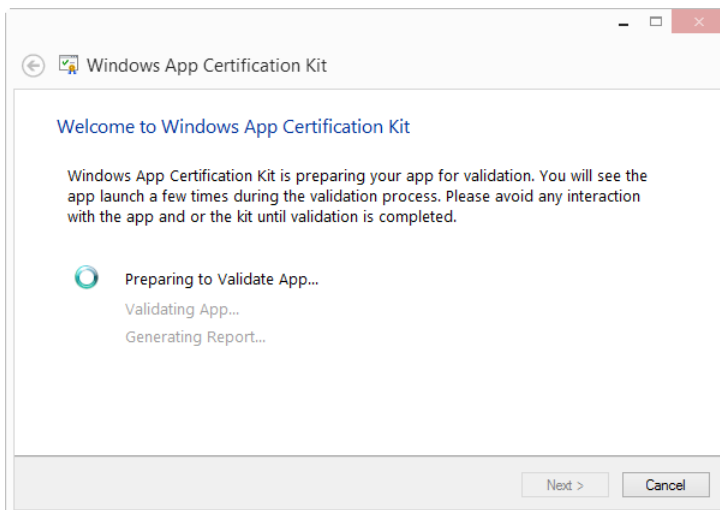 Windows App Certification Kit
Welcome to Windows App Certification Kit
Windows App Certification Kit is preparing your app for validation. You will see the
app launch a few times during the validation process. Please avoid any interaction
with the app and or the kit until validation is completed.
Preparing to Validate App...
Validating App...
Generating Report...
Next >
Cancel